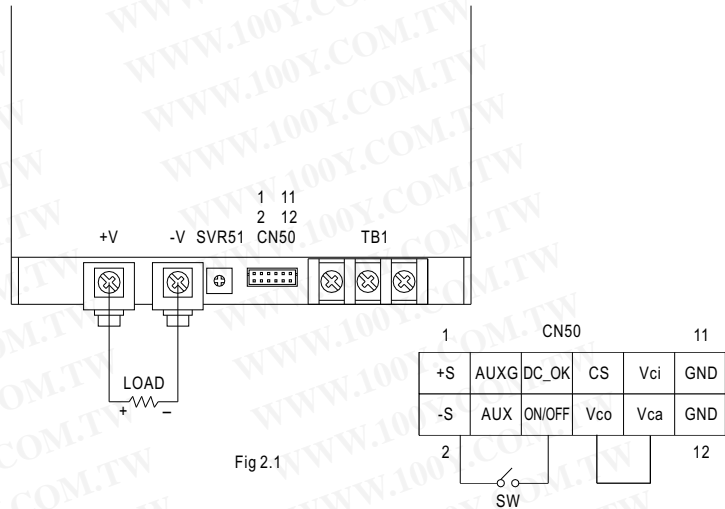 WWW.100Y.COM.TW
1 11
2 12
+V -V SVR51 CN50 TB1
LOAD
+ –
Fig 2.1
1 CN50 11
+S AUXG DC_OK CS Vci GND
-S AUX ON/OFF Vco Vca GND
2 12
SW